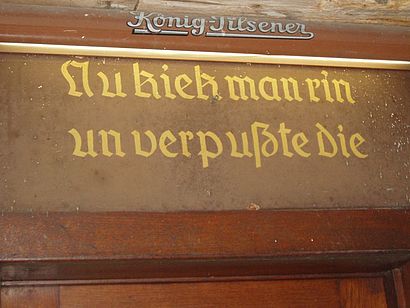 König-Pilsener
Nu kiek man rin
un verpußte die